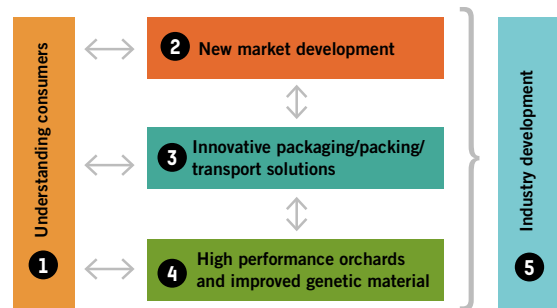 1 Understanding consumers
2 New market development
3 Innovative packaging/packing/
transport solutions
4 High performance orchards
and improved genetic material
5 Industry development